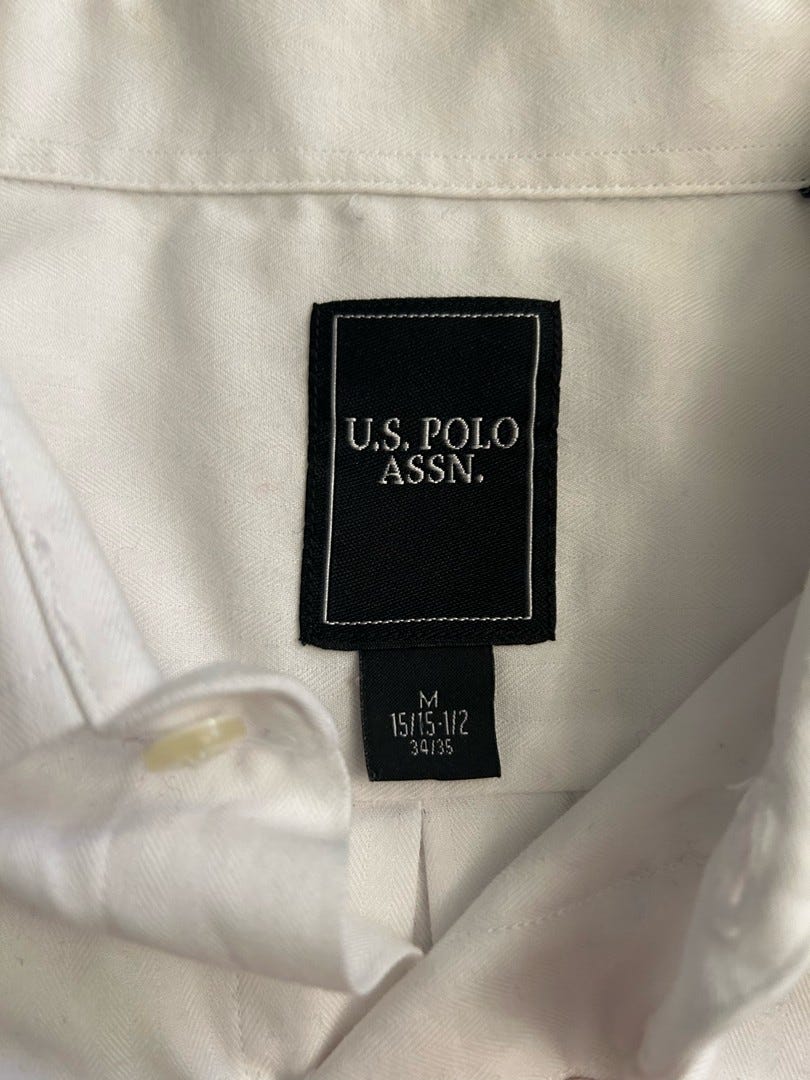 U.S. POLO
ASSN.
M
15/15-1/2
34/35